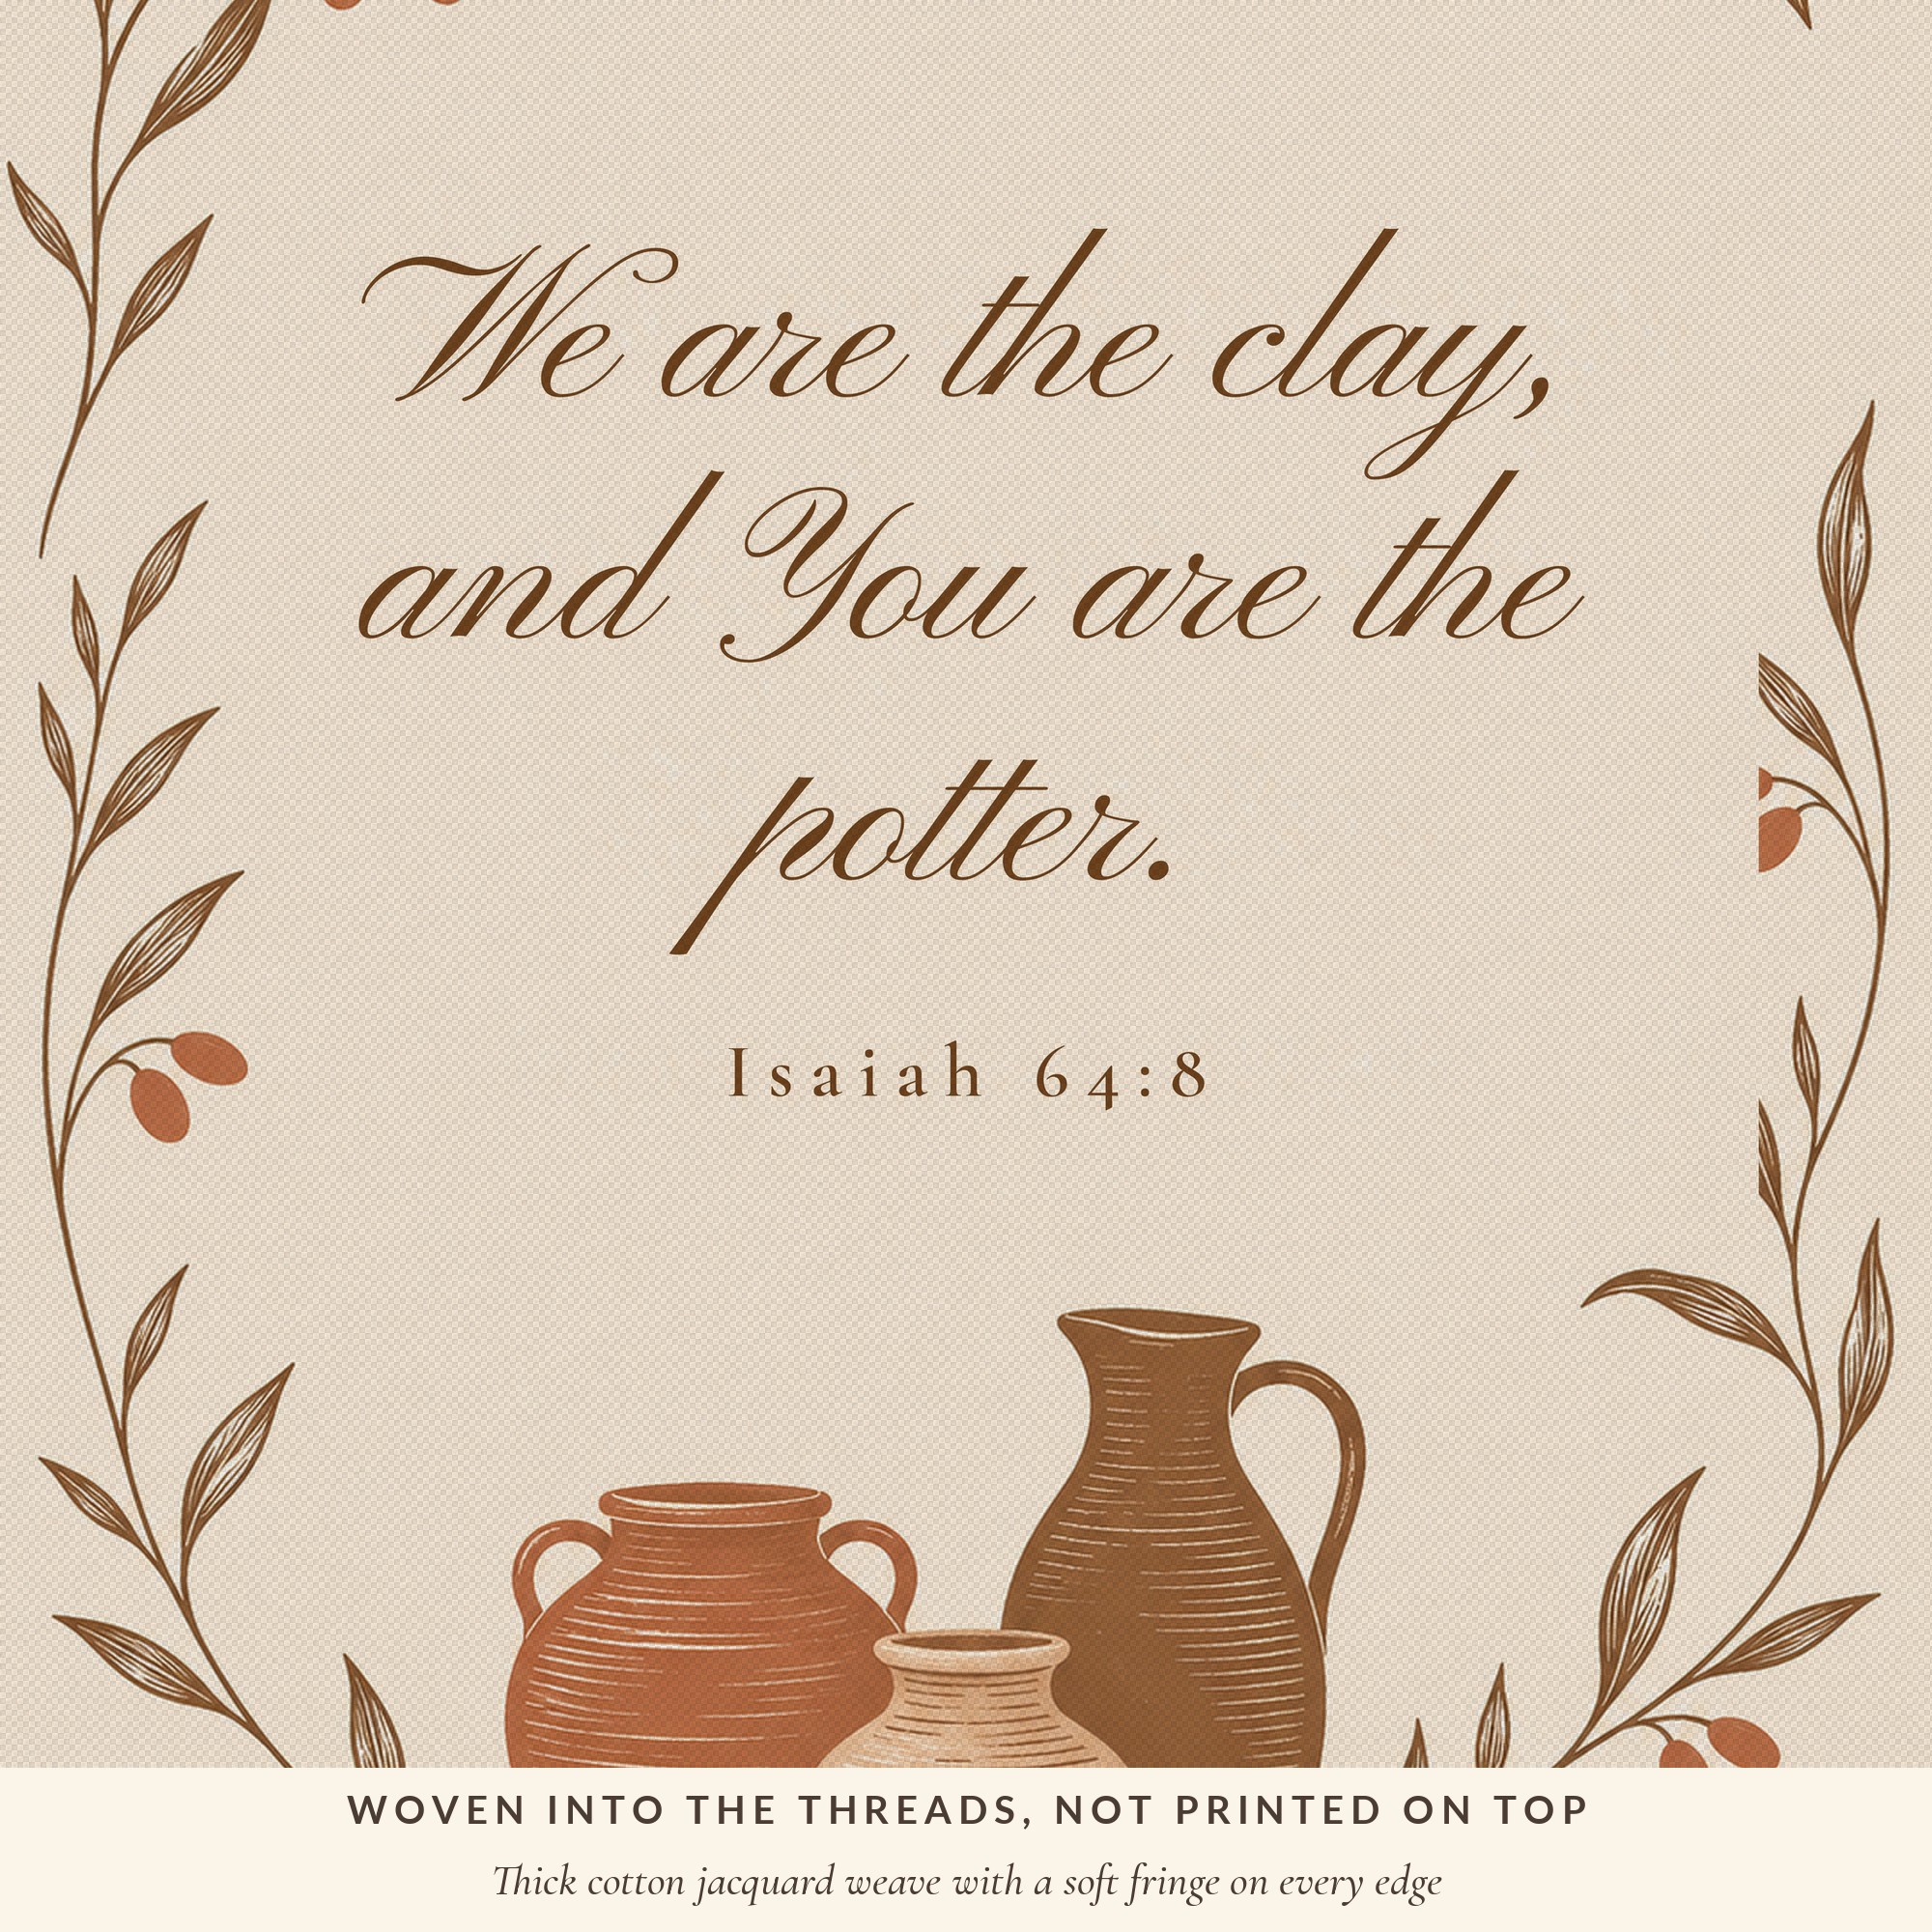 We are the clay,
and You are the
potter.
Isaiah 64:8
WOVEN INTO THE THREADS, NOT PRINTED ON TOP
Thick cotton jacquard weave with a soft fringe on every edge